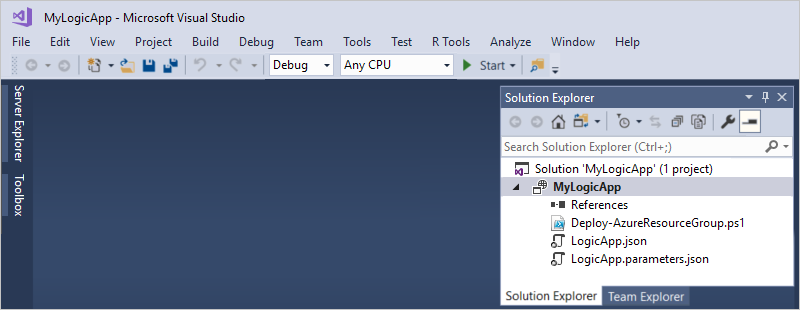 MyLogicApp - Microsoft Visual Studio
File Edit View Project Build Debug Team Tools Test R Tools Analyze Window Help
Debug Any CPU Start
Server Explorer
Toolbox
Solution Explorer
Search Solution Explorer (Ctrl+;)
Solution 'MyLogicApp' (1 project)
MyLogicApp
References
Deploy-AzureResourceGroup.ps1
LogicApp.json
LogicApp.parameters.json
Solution Explorer Team Explorer